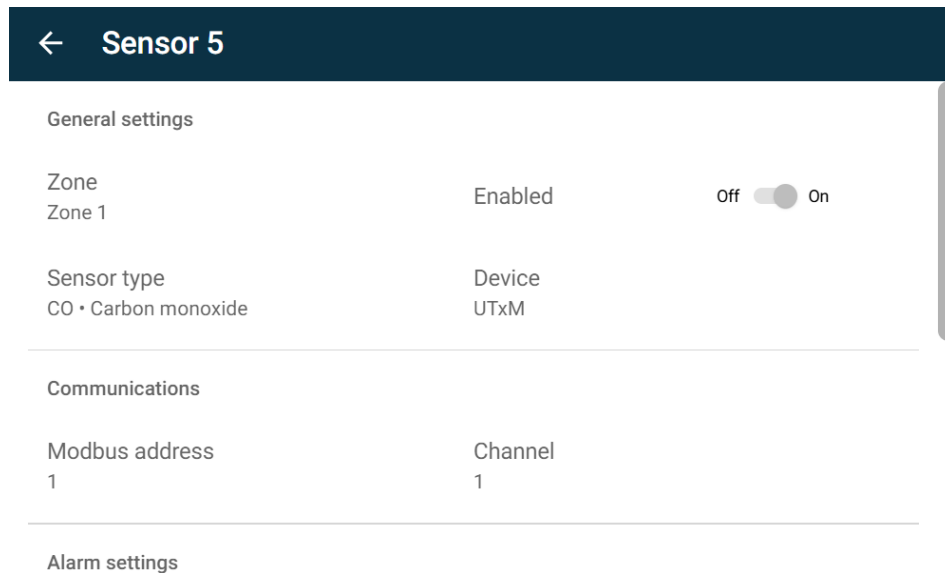 Sensor 5
General settings
Zone
Zone 1
Enabled
Off On
Sensor type
CO • Carbon monoxide
Device
UTxM
Communications
Modbus address
1
Channel
1
Alarm settings